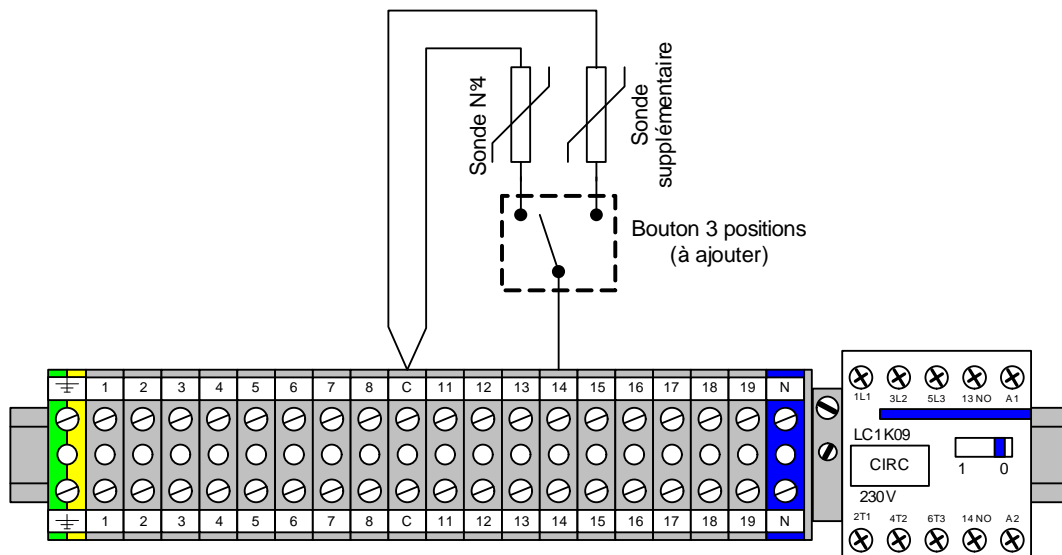 Sonde N°4
Sonde
supplémentaire
Bouton 3 positions
(à ajouter)
1 2 3 4 5 6 7 8 C 11 12 13 14 15 16 17 18 19 N
1L1 3L2 5L3 13 NO A1
LC1K09
CIRC
1 0
230V
2T1 4T2 6T3 14 NO A2
1 2 3 4 5 6 7 8 C 11 12 13 14 15 16 17 18 19 N